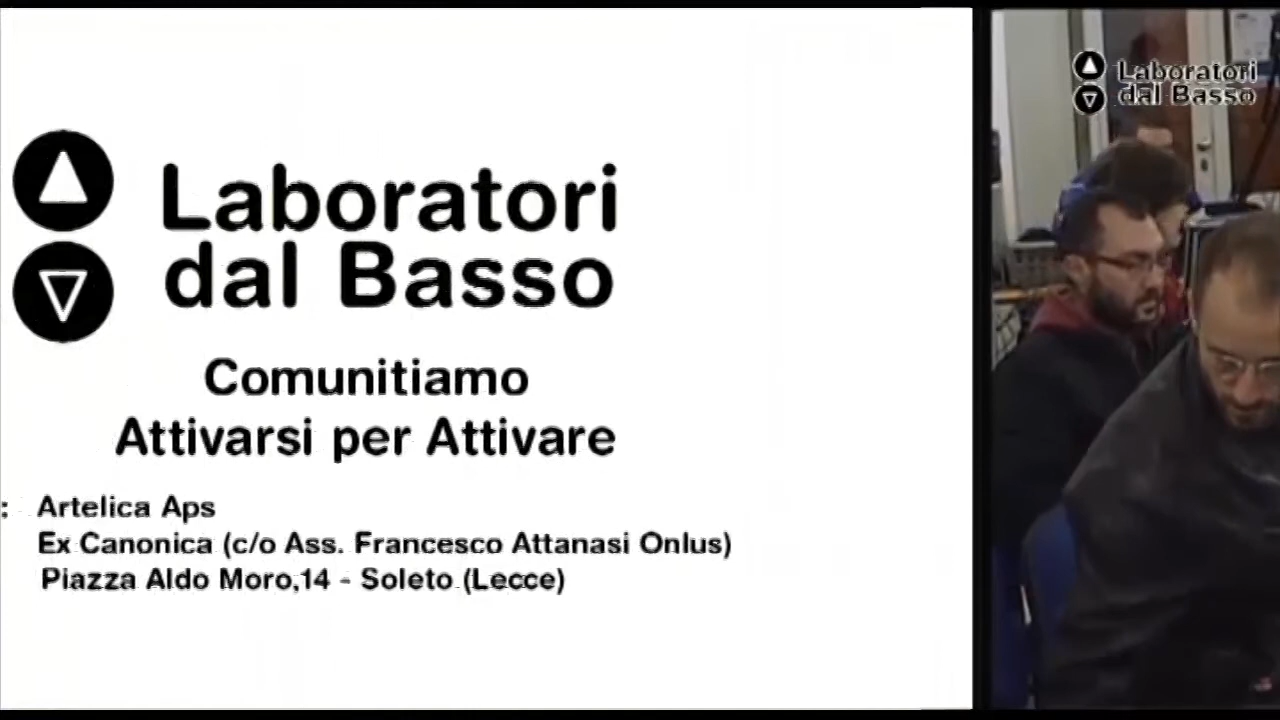 Laboratori
dal Basso
Comunitiamo
Attivarsi per Attivare
: Artelica Aps
Ex Canonica (c/o Ass. Francesco Attanasi Onlus)
Piazza Aldo Moro,14 - Soleto (Lecce)
Laboratori
dal Basso